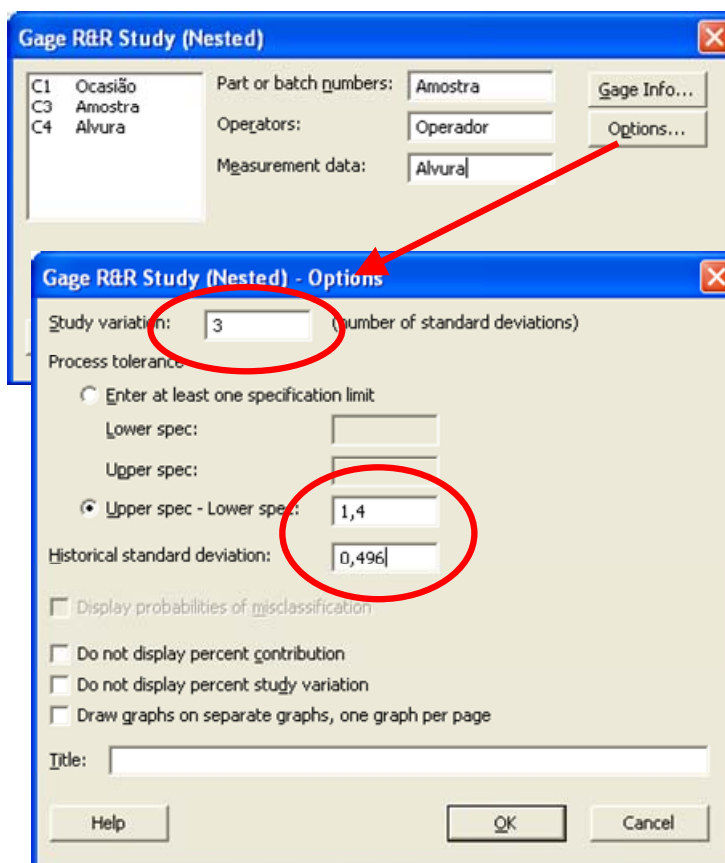 Gage R&R Study (Nested)
C1 Ocasião
C3 Amostra
C4 Alvura
Part or batch numbers: Amostra
Operators: Operador
Measurement data: Alvura
Gage Info...
Options...
Gage R&R Study (Nested) - Options
Study variation: 3 (number of standard deviations)
Process tolerance
Enter at least one specification limit
Lower spec:
Upper spec:
Upper spec - Lower spec: 1,4
Historical standard deviation: 0,496
Display probabilities of misclassification
Do not display percent contribution
Do not display percent study variation
Draw graphs on separate graphs, one graph per page
Title:
Help
OK
Cancel